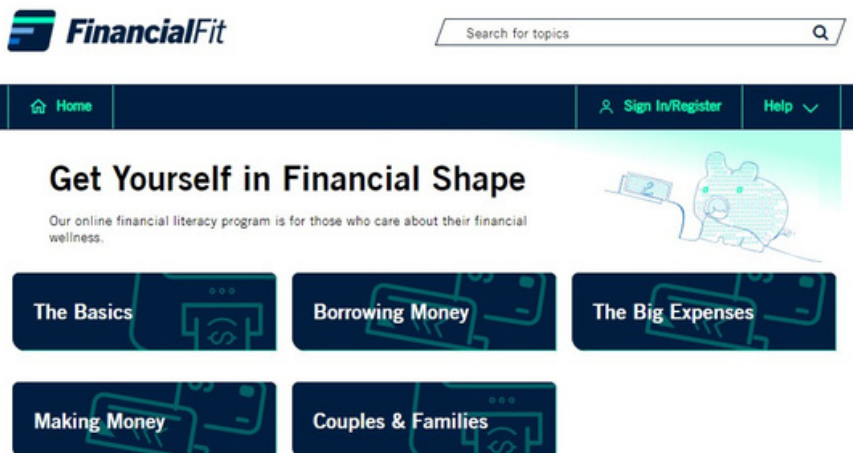 FinancialFit
Search for topics
Home
Sign In/Register
Help
Get Yourself in Financial Shape
Our online financial literacy program is for those who care about their financial
wellness.
2
The Basics
Borrowing Money
The Big Expenses
Making Money
Couples & Families